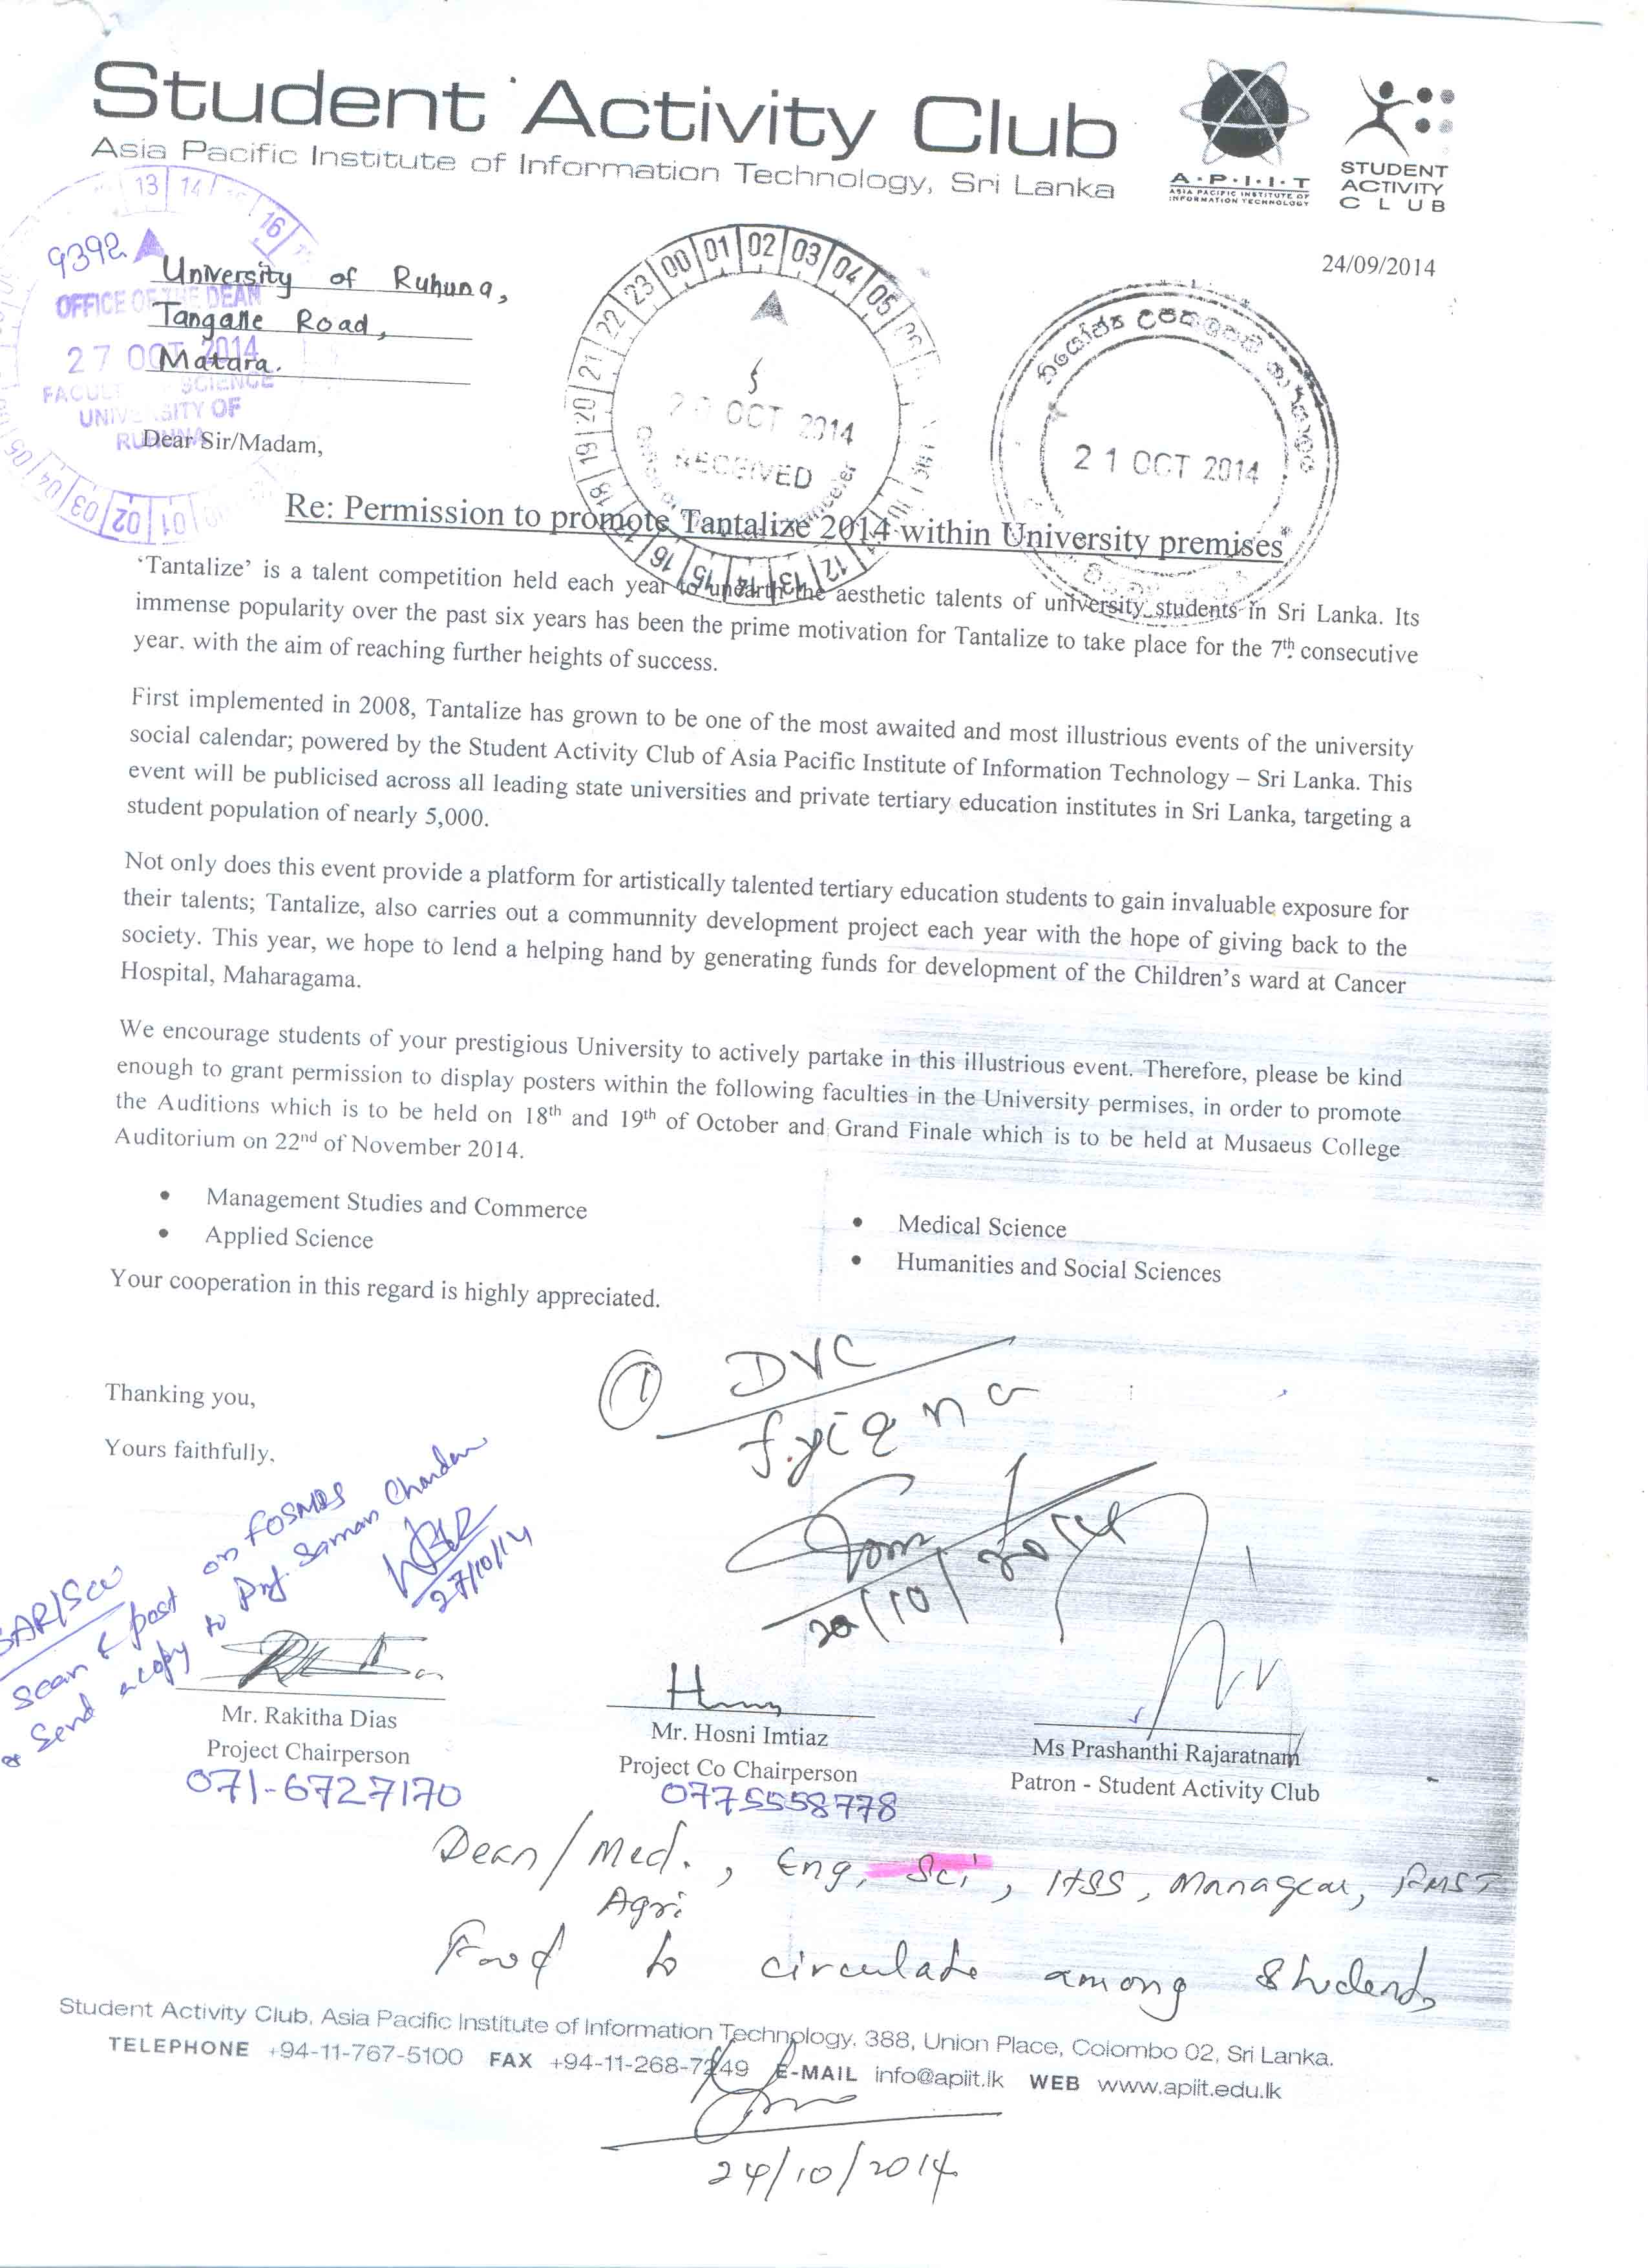 Student Activity Club
Asia Pacific Institute of Information Technology, Sri Lanka
A·P·I·I·T
ASIA PACIFIC INSTITUTE OF
INFORMATION TECHNOLOGY
STUDENT
ACTIVITY
CLUB
24/09/2014
9392
University of Ruhuna,
Tangalle Road,
Matara.
OFFICE OF THE DEAN
27 OCT 2014
FACULTY SCIENCE
UNIVERSITY OF
RUHUNA
20 OCT 2014
RECEIVED
නියෝජ්‍ය උපකුලපති කාර්යාලය
21 OCT 2014
Dear Sir/Madam,
Re: Permission to promote Tantalize 2014 within University premises
‘Tantalize’ is a talent competition held each year to unearth the aesthetic talents of university students in Sri Lanka. Its
immense popularity over the past six years has been the prime motivation for Tantalize to take place for the 7th consecutive
year. with the aim of reaching further heights of success.
First implemented in 2008, Tantalize has grown to be one of the most awaited and most illustrious events of the university
social calendar; powered by the Student Activity Club of Asia Pacific Institute of Information Technology – Sri Lanka. This
event will be publicised across all leading state universities and private tertiary education institutes in Sri Lanka, targeting a
student population of nearly 5,000.
Not only does this event provide a platform for artistically talented tertiary education students to gain invaluable exposure for
their talents; Tantalize, also carries out a communnity development project each year with the hope of giving back to the
society. This year, we hope to lend a helping hand by generating funds for development of the Children’s ward at Cancer
Hospital, Maharagama.
We encourage students of your prestigious University to actively partake in this illustrious event. Therefore, please be kind
enough to grant permission to display posters within the following faculties in the University permises, in order to promote
the Auditions which is to be held on 18th and 19th of October and Grand Finale which is to be held at Musaeus College
Auditorium on 22nd of November 2014.
• Management Studies and Commerce
• Applied Science
• Medical Science
• Humanities and Social Sciences
Your cooperation in this regard is highly appreciated.
Thanking you,
Yours faithfully,
① DVC
f.yi & n a
20/10/2014
SAR/Sci
Scan & post on FOSMIS
& Send a copy to Prof. Saman Chandana
27/10/14
Mr. Rakitha Dias
Project Chairperson
071-6727170
Mr. Hosni Imtiaz
Project Co Chairperson
0775558778
Ms Prashanthi Rajaratnam
Patron - Student Activity Club
Dean/Med., Eng, Sci, HSS, Managem, FMST
Agri
to circulate among Students
Student Activity Club, Asia Pacific Institute of Information Technology, 388, Union Place, Colombo 02, Sri Lanka.
TELEPHONE +94-11-767-5100 FAX +94-11-268-7249 E-MAIL info@apiit.lk WEB www.apiit.edu.lk
24/10/2014